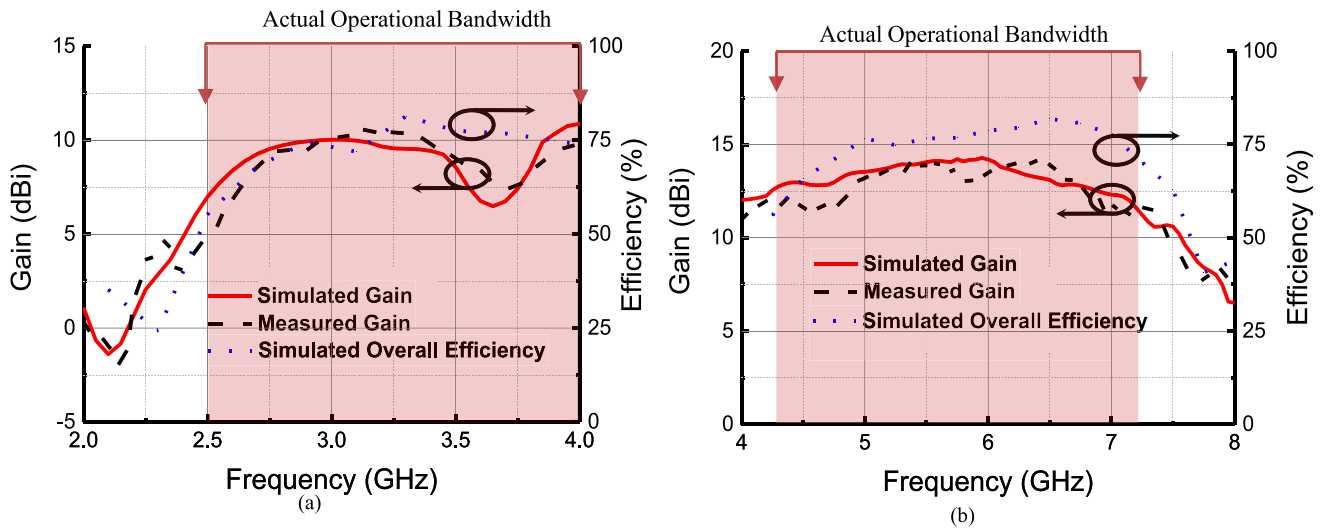 Actual Operational Bandwidth
15
10
5
0
-5
Gain (dBi)
100
75
50
25
0
Efficiency (%)
Simulated Gain
Measured Gain
Simulated Overall Efficiency
2.0 2.5 3.0 3.5 4.0
Frequency (GHz)
(a)
Actual Operational Bandwidth
20
15
10
5
0
Gain (dBi)
100
75
50
25
0
Efficiency (%)
Simulated Gain
Measured Gain
Simulated Overall Efficiency
4 5 6 7 8
Frequency (GHz)
(b)